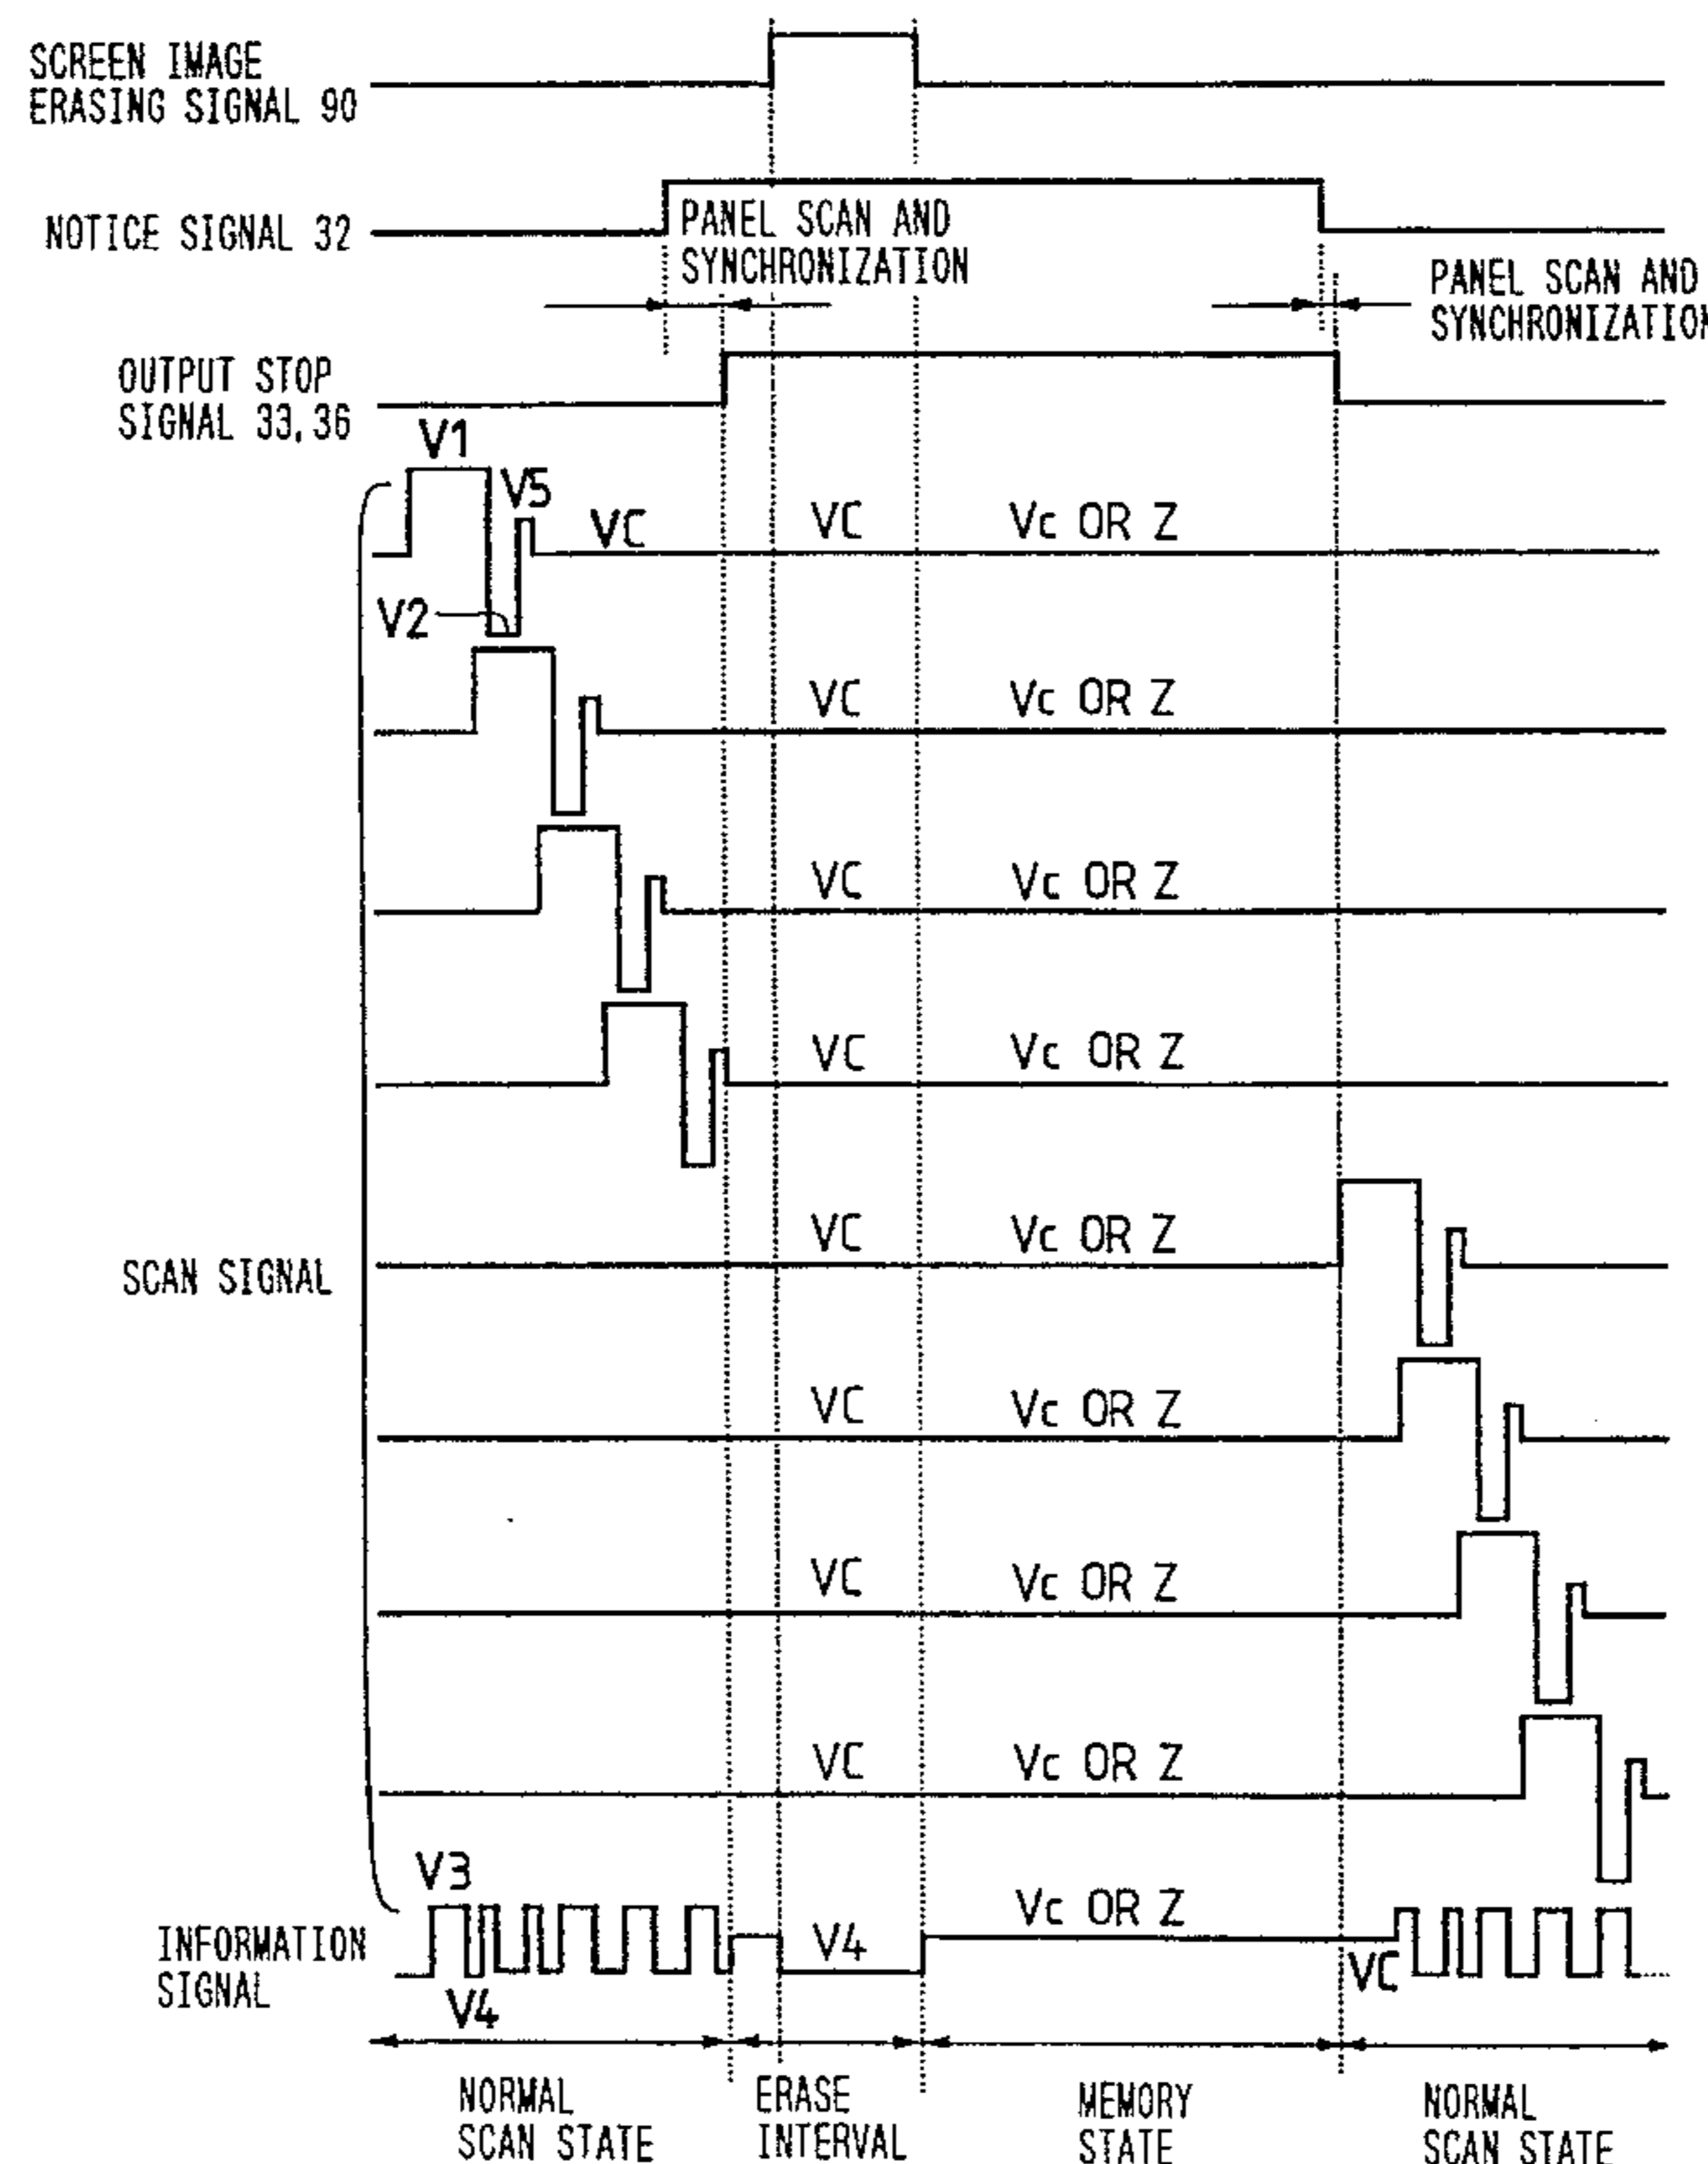 SCREEN IMAGE
ERASING SIGNAL 90
NOTICE SIGNAL 32
PANEL SCAN AND
SYNCHRONIZATION
PANEL SCAN AND
SYNCHRONIZATION
OUTPUT STOP
SIGNAL 33,36
V1
V5
VC
VC
Vc OR Z
V2
VC
Vc OR Z
VC
Vc OR Z
VC
Vc OR Z
SCAN SIGNAL
VC
Vc OR Z
VC
Vc OR Z
VC
Vc OR Z
VC
Vc OR Z
INFORMATION
SIGNAL
V3
V4
V4
Vc OR Z
VC
NORMAL
SCAN STATE
ERASE
INTERVAL
MEMORY
STATE
NORMAL
SCAN STATE